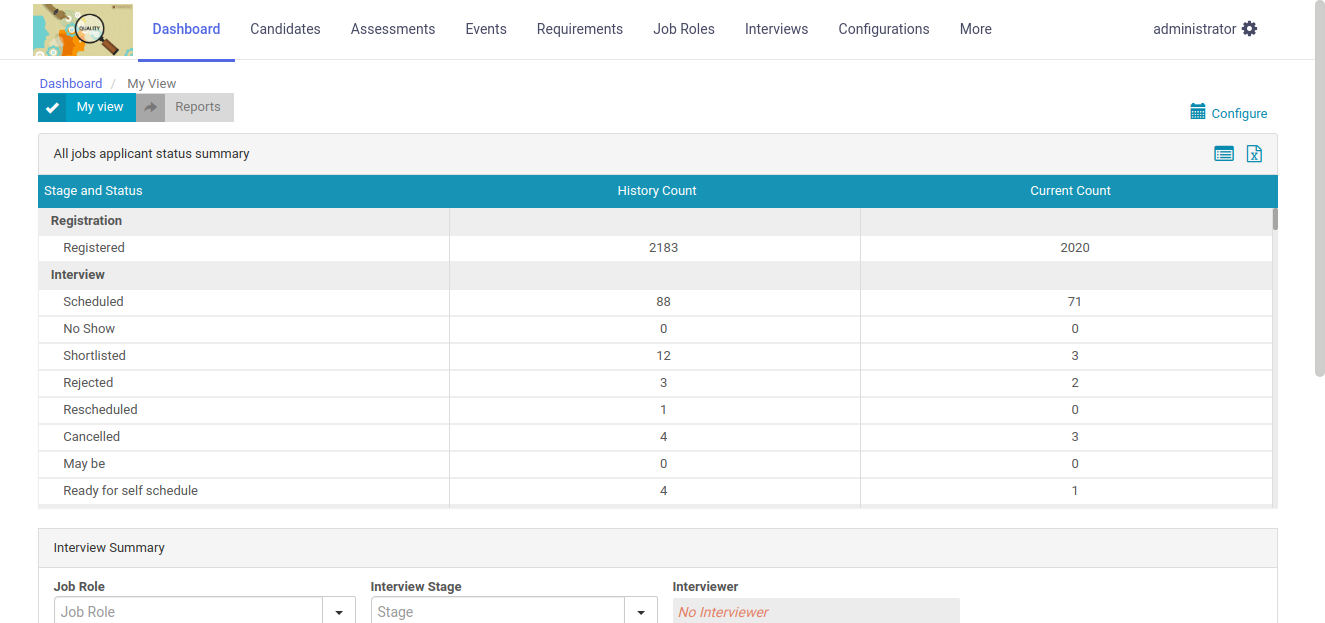 QUALITY
Dashboard Candidates Assessments Events Requirements Job Roles Interviews Configurations More administrator
Dashboard / My View
My view Reports
Configure
All jobs applicant status summary
Stage and Status History Count Current Count
Registration
Registered 2183 2020
Interview
Scheduled 88 71
No Show 0 0
Shortlisted 12 3
Rejected 3 2
Rescheduled 1 0
Cancelled 4 3
May be 0 0
Ready for self schedule 4 1
Interview Summary
Job Role Interview Stage Interviewer
Job Role Stage No Interviewer